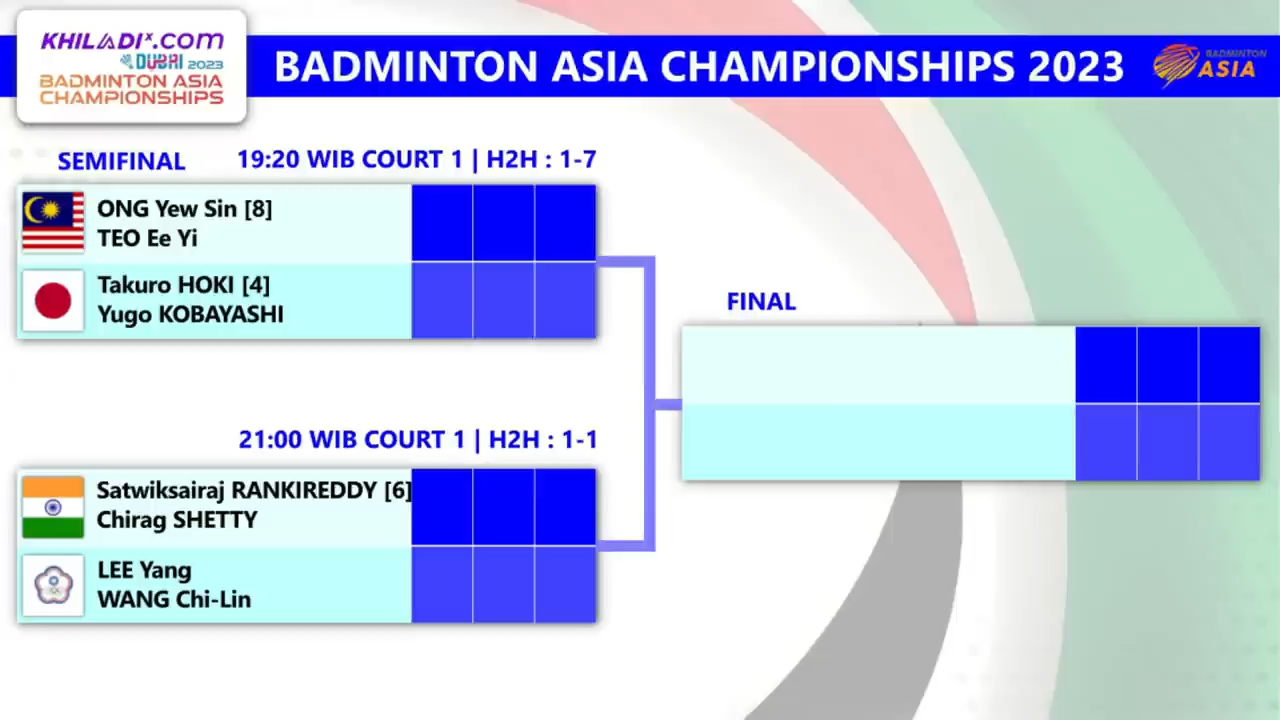 KHILADIX.COM
DUBAI 2023
BADMINTON ASIA
CHAMPIONSHIPS
BADMINTON ASIA CHAMPIONSHIPS 2023
BADMINTON
ASIA
SEMIFINAL
19:20 WIB COURT 1 | H2H : 1-7
ONG Yew Sin [8]
TEO Ee Yi
Takuro HOKI [4]
Yugo KOBAYASHI
FINAL
21:00 WIB COURT 1 | H2H : 1-1
Satwiksairaj RANKIREDDY [6]
Chirag SHETTY
LEE Yang
WANG Chi-Lin